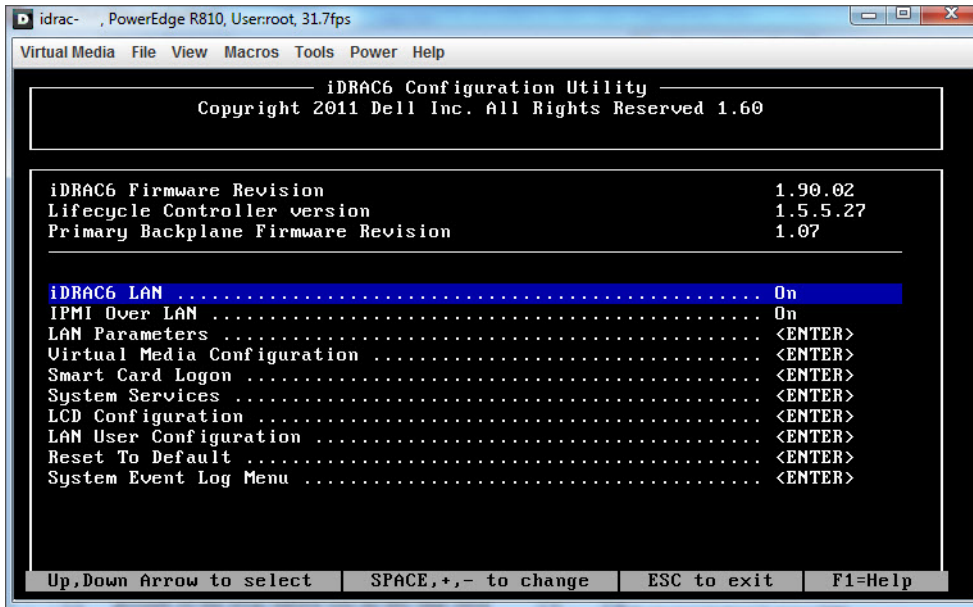 D idrac- , PowerEdge R810, User:root, 31.7fps
Virtual Media File View Macros Tools Power Help
iDRAC6 Configuration Utility
Copyright 2011 Dell Inc. All Rights Reserved 1.60
iDRAC6 Firmware Revision 1.90.02
Lifecycle Controller version 1.5.5.27
Primary Backplane Firmware Revision 1.07
iDRAC6 LAN .................................................. On
IPMI Over LAN ............................................... On
LAN Parameters .............................................. <ENTER>
Virtual Media Configuration ................................. <ENTER>
Smart Card Logon ............................................ <ENTER>
System Services ............................................. <ENTER>
LCD Configuration ........................................... <ENTER>
LAN User Configuration ...................................... <ENTER>
Reset To Default ............................................ <ENTER>
System Event Log Menu ....................................... <ENTER>
Up,Down Arrow to select SPACE,+,- to change ESC to exit F1=Help